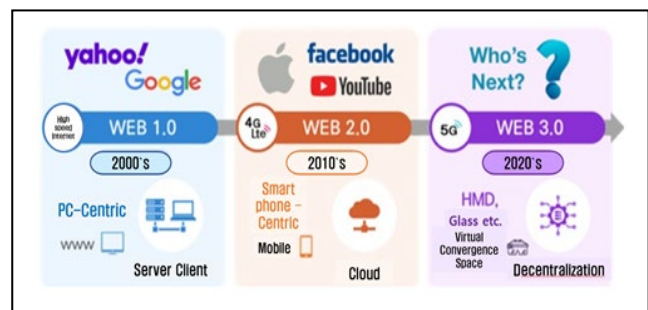 yahoo!
Google
High
speed
Internet
WEB 1.0
2000`s
PC-Centric
WWW
Server Client
facebook
YouTube
4G
Lte
WEB 2.0
2010`s
Smart
phone -
Centric
Mobile
Cloud
Who's
Next?
5G
WEB 3.0
2020`s
HMD,
Glass etc.
Virtual
Convergence
Space
Decentralization